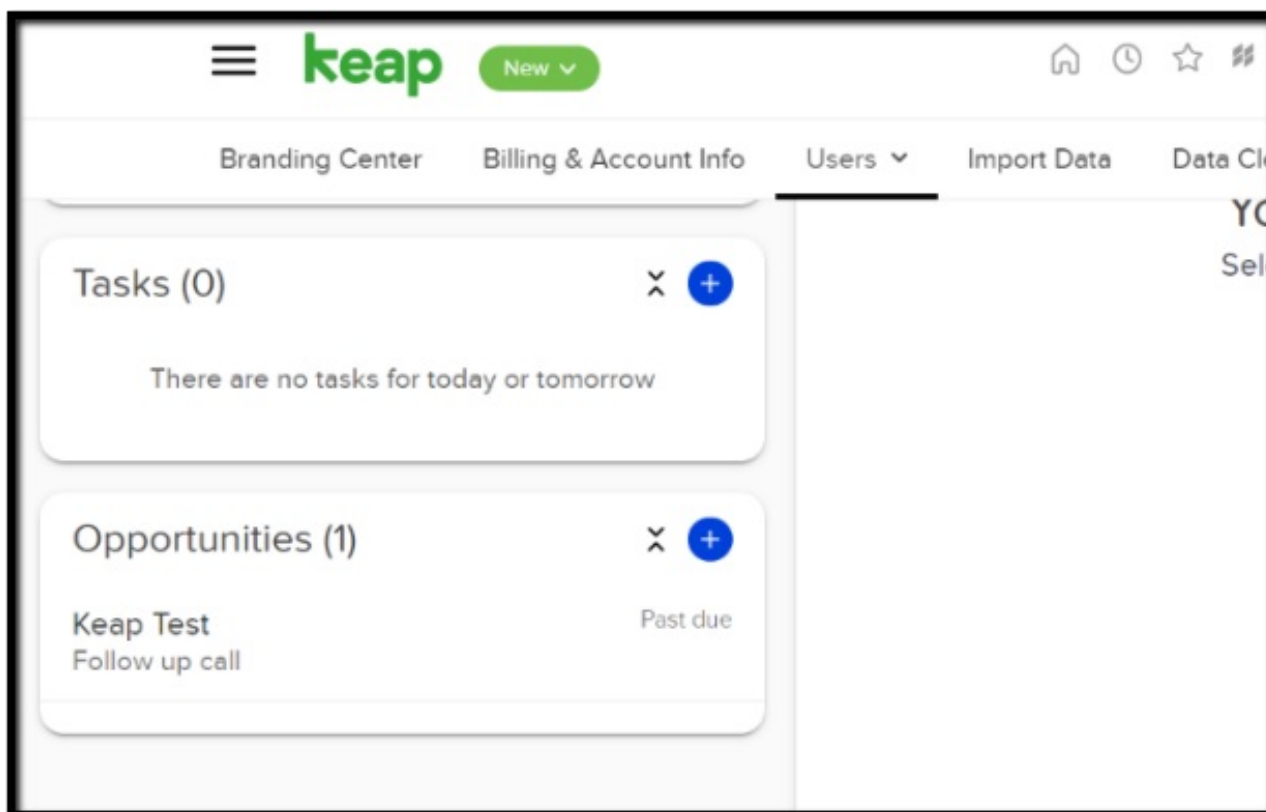 keap New
Branding Center Billing & Account Info Users Import Data Data
Tasks (0)
There are no tasks for today or tomorrow
Opportunities (1)
Keap Test Past due
Follow up call